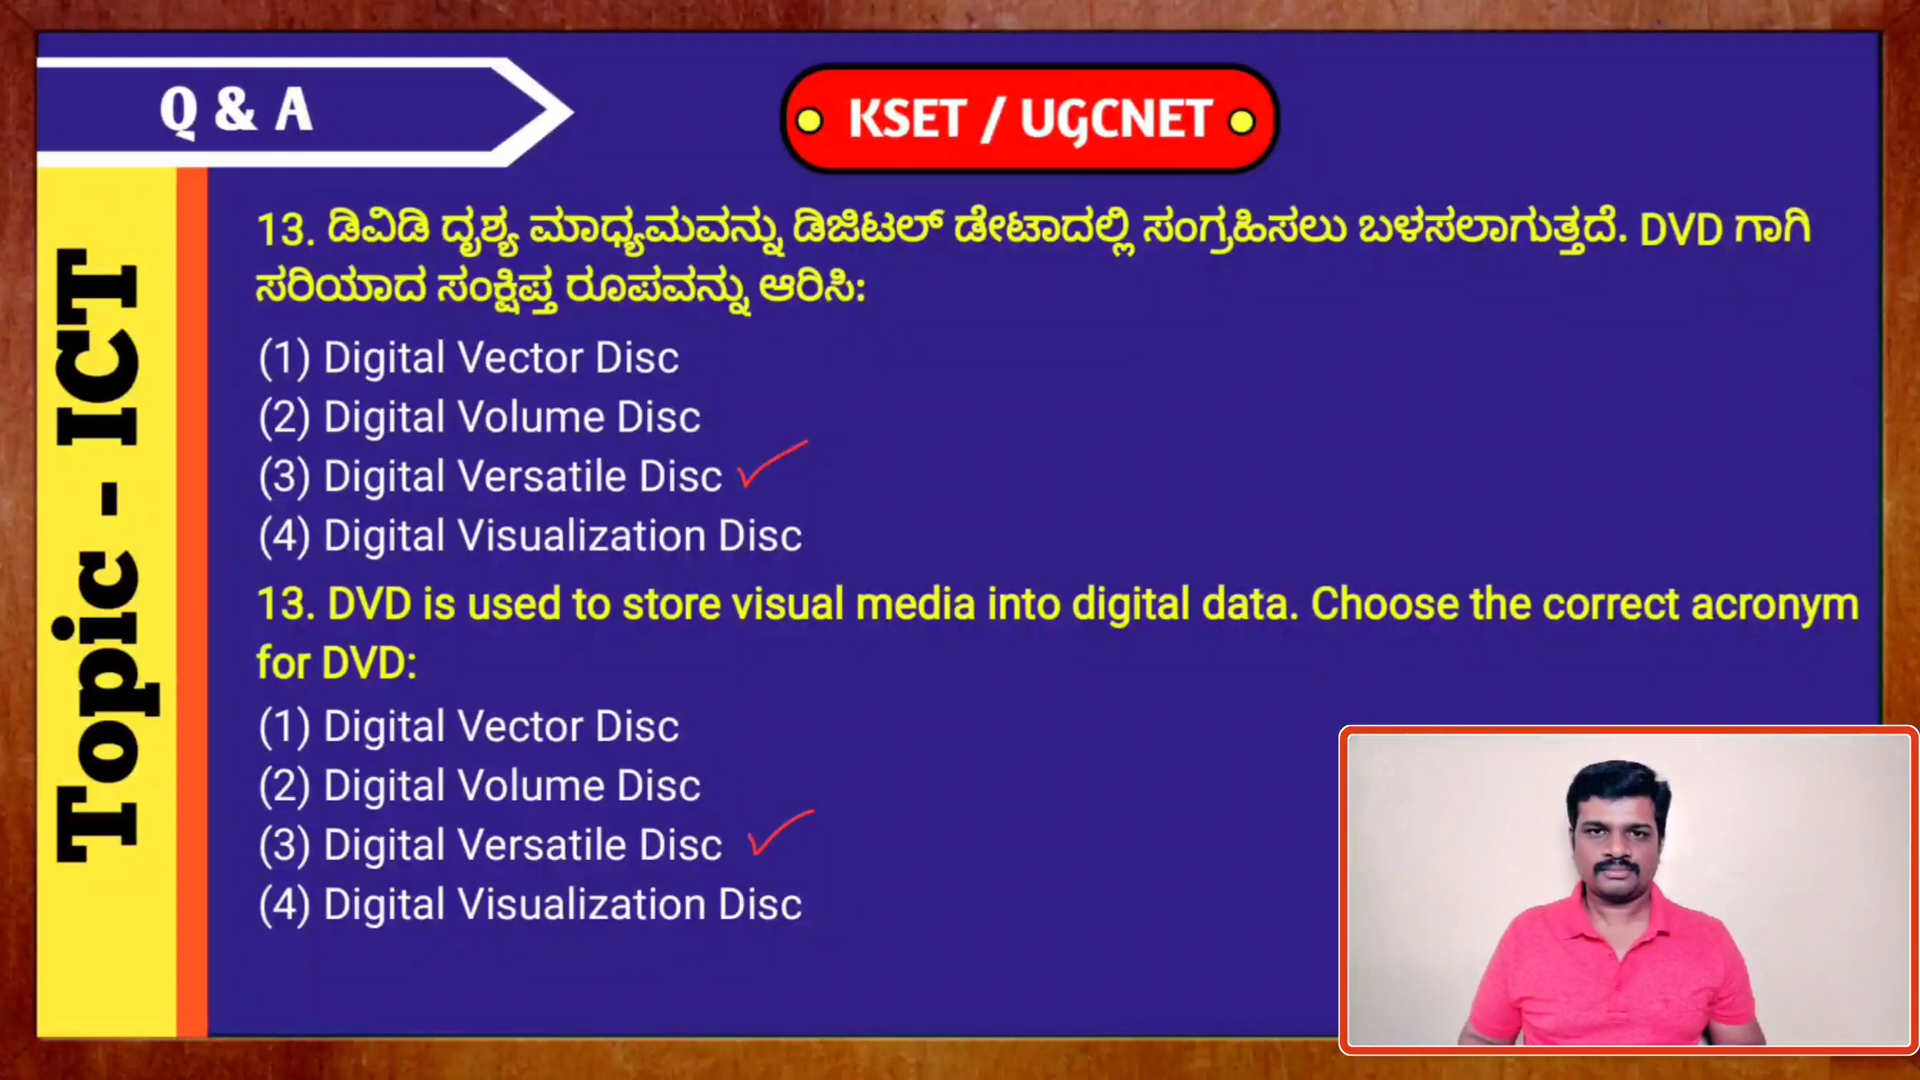 Q & A
KSET / UGCNET
Topic - ICT
13. ಡಿವಿಡಿ ದೃಶ್ಯ ಮಾಧ್ಯಮವನ್ನು ಡಿಜಿಟಲ್ ಡೇಟಾದಲ್ಲಿ ಸಂಗ್ರಹಿಸಲು ಬಳಸಲಾಗುತ್ತದೆ. DVD ಗಾಗಿ
ಸರಿಯಾದ ಸಂಕ್ಷಿಪ್ತ ರೂಪವನ್ನು ಆರಿಸಿ:
(1) Digital Vector Disc
(2) Digital Volume Disc
(3) Digital Versatile Disc
(4) Digital Visualization Disc
13. DVD is used to store visual media into digital data. Choose the correct acronym
for DVD:
(1) Digital Vector Disc
(2) Digital Volume Disc
(3) Digital Versatile Disc
(4) Digital Visualization Disc